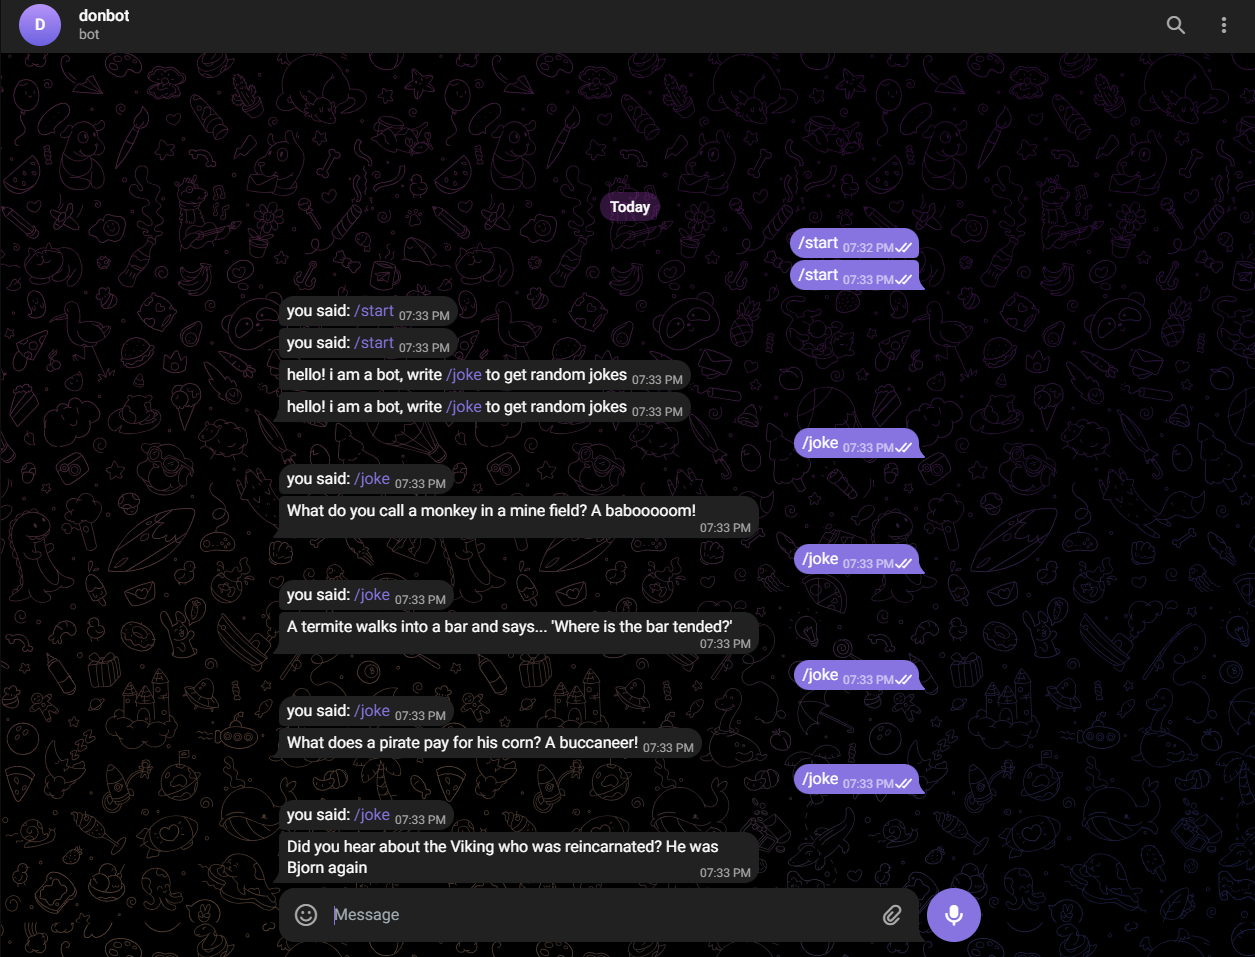 D
donbot
bot
Today
/start 07:32 PM
/start 07:33 PM
you said: /start 07:33 PM
you said: /start 07:33 PM
hello! i am a bot, write /joke to get random jokes 07:33 PM
hello! i am a bot, write /joke to get random jokes 07:33 PM
/joke 07:33 PM
you said: /joke 07:33 PM
What do you call a monkey in a mine field? A babooooom!
07:33 PM
/joke 07:33 PM
you said: /joke 07:33 PM
A termite walks into a bar and says... 'Where is the bar tended?'
07:33 PM
/joke 07:33 PM
you said: /joke 07:33 PM
What does a pirate pay for his corn? A buccaneer! 07:33 PM
/joke 07:33 PM
you said: /joke 07:33 PM
Did you hear about the Viking who was reincarnated? He was
Bjorn again 07:33 PM
Message